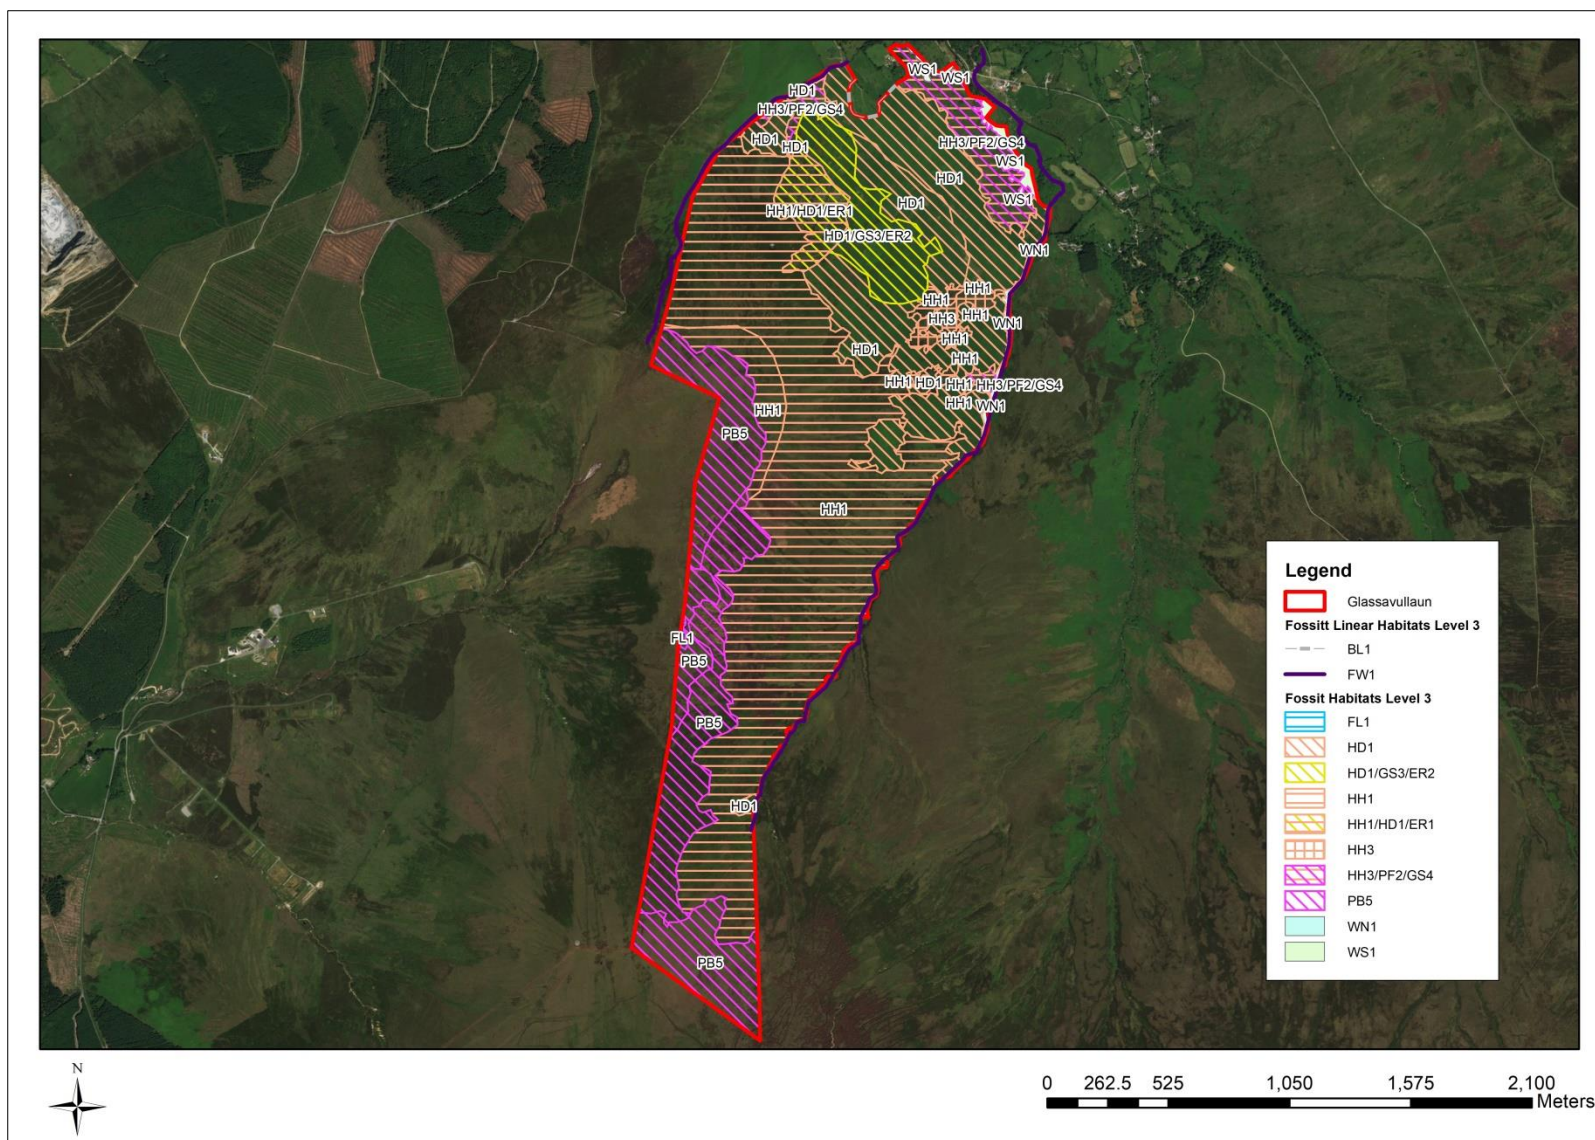 WS1
WS1
HD1
HH3/PF2/GS4
HD1
HD1
HH3/PF2/GS4
WS1
HD1
WS1
HD1
HH1/HD1/ER1
HD1/GS3/ER2
WN1
HH1
HH1
HH3
HH1
WN1
HH1
HD1
HH1
HH1
HD1
HH1
HH3/PF2/GS4
HH1
WN1
HH1
PB5
HH1
FL1
PB5
PB5
HD1
PB5
Legend
Glassavullaun
Fossitt Linear Habitats Level 3
BL1
FW1
Fossit Habitats Level 3
FL1
HD1
HD1/GS3/ER2
HH1
HH1/HD1/ER1
HH3
HH3/PF2/GS4
PB5
WN1
WS1
N
0 262.5 525 1,050 1,575 2,100
Meters